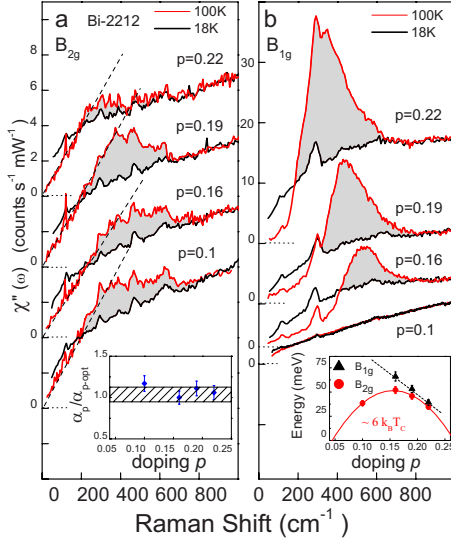 a
Bi-2212
100K
18K
B2g
p=0.22
p=0.19
p=0.16
p=0.1
8
6
4
2
0
0
0
0
χ'' (ω) (counts s⁻¹ mW⁻¹)
αp/αp-opt
1.5
1.0
0.5
0.05 0.10 0.15 0.20
doping p
0 200 400 600 800
b
100K
18K
B1g
p=0.22
p=0.19
p=0.16
p=0.1
30
20
10
0
0
0
0
Energy (meV)
75
50
25
0
B1g
B2g
~ 6 kBTC
0.05 0.10 0.15 0.20
doping p
200 400 600 800
Raman Shift (cm⁻¹)